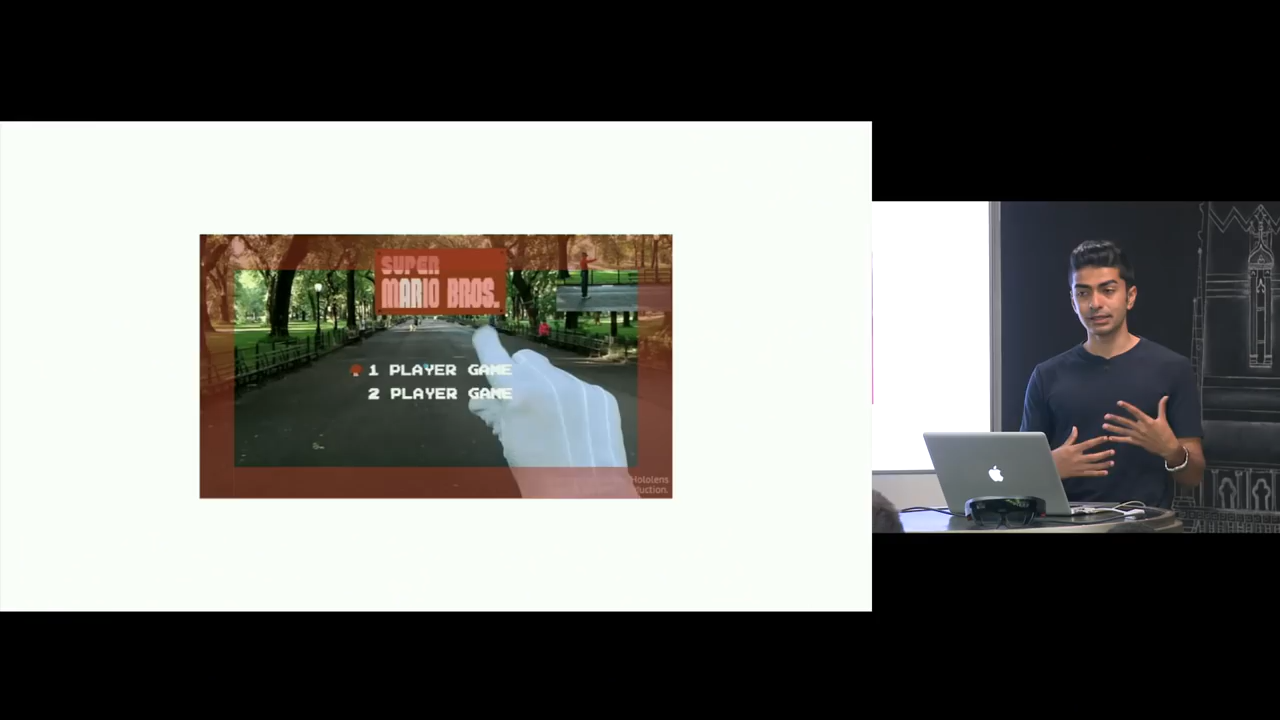 SUPER
MARIO BROS.
1 PLAYER GAME
2 PLAYER GAME
Hololens